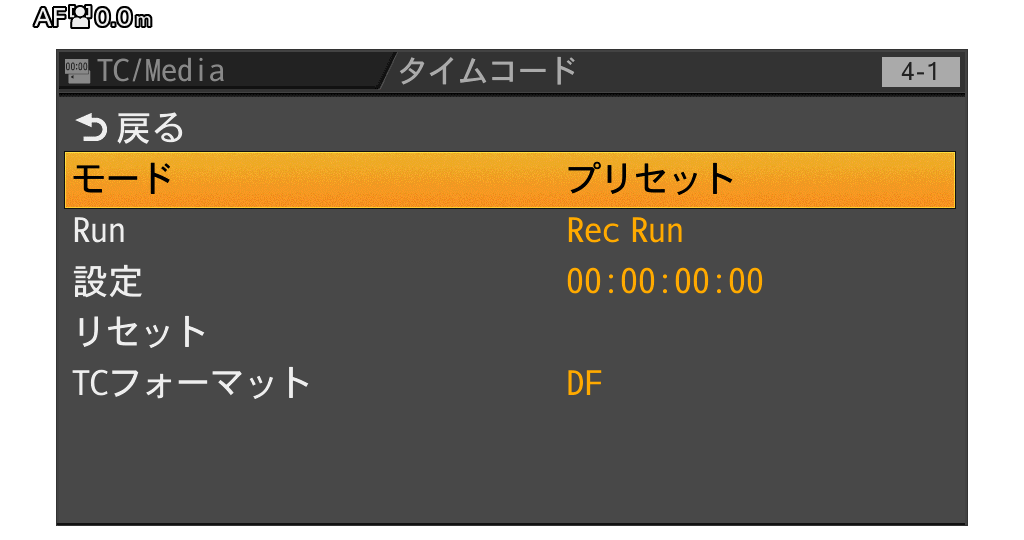 AF 0.0m
00:00 TC/Media タイムコード 4-1
戻る
モード プリセット
Run Rec Run
設定 00:00:00:00
リセット
TCフォーマット DF